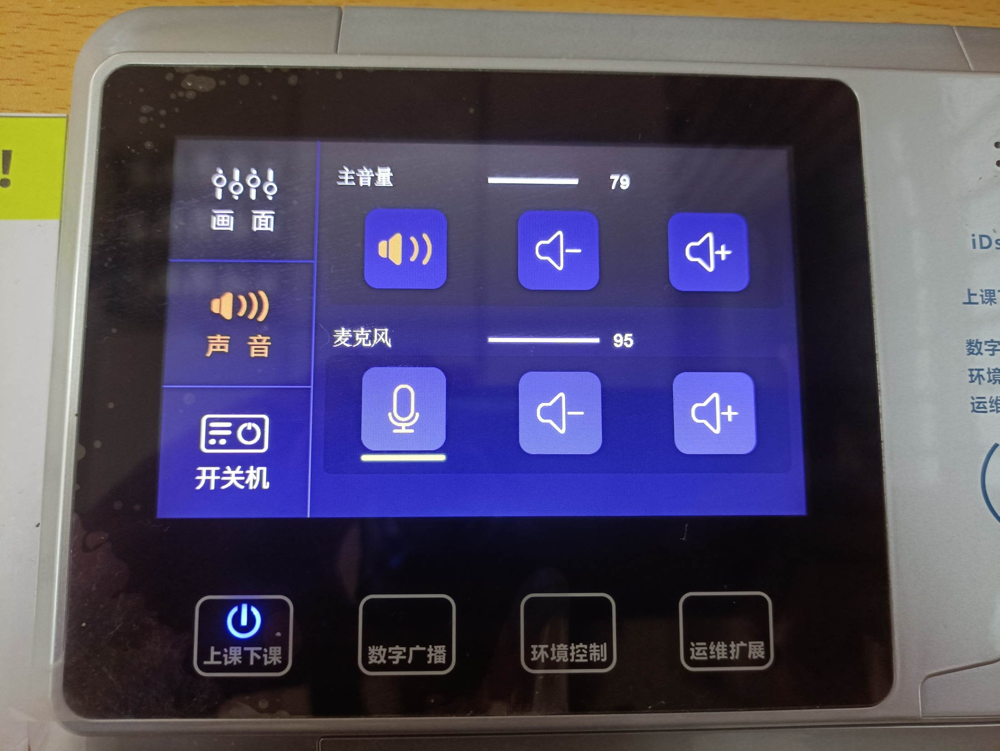 !
主音量 79
画 面
声 音
麦克风 95
开关机
上课下课
数字广播
环境控制
运维扩展
iDs
上课
数字
环境
运维